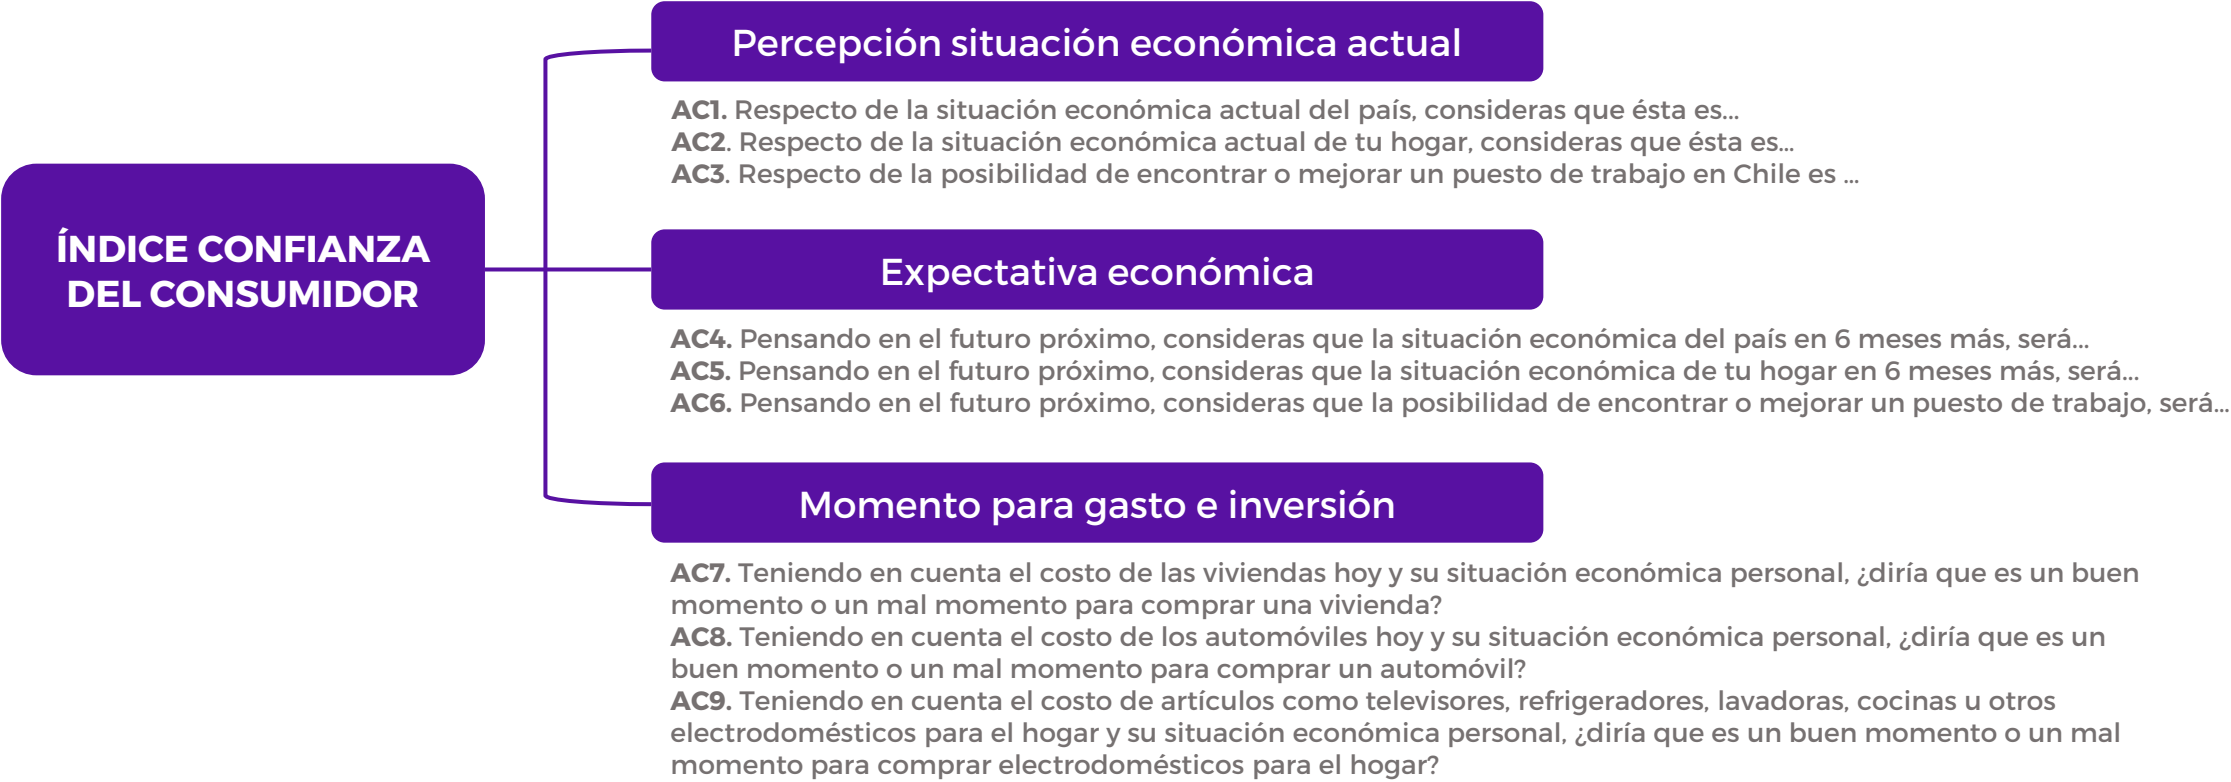 ÍNDICE CONFIANZA
DEL CONSUMIDOR
Percepción situación económica actual
AC1. Respecto de la situación económica actual del país, consideras que ésta es...
AC2. Respecto de la situación económica actual de tu hogar, consideras que ésta es...
AC3. Respecto de la posibilidad de encontrar o mejorar un puesto de trabajo en Chile es ...
Expectativa económica
AC4. Pensando en el futuro próximo, consideras que la situación económica del país en 6 meses más, será...
AC5. Pensando en el futuro próximo, consideras que la situación económica de tu hogar en 6 meses más, será...
AC6. Pensando en el futuro próximo, consideras que la posibilidad de encontrar o mejorar un puesto de trabajo, será...
Momento para gasto e inversión
AC7. Teniendo en cuenta el costo de las viviendas hoy y su situación económica personal, ¿diría que es un buen
momento o un mal momento para comprar una vivienda?
AC8. Teniendo en cuenta el costo de los automóviles hoy y su situación económica personal, ¿diría que es un
buen momento o un mal momento para comprar un automóvil?
AC9. Teniendo en cuenta el costo de artículos como televisores, refrigeradores, lavadoras, cocinas u otros
electrodomésticos para el hogar y su situación económica personal, ¿diría que es un buen momento o un mal
momento para comprar electrodomésticos para el hogar?